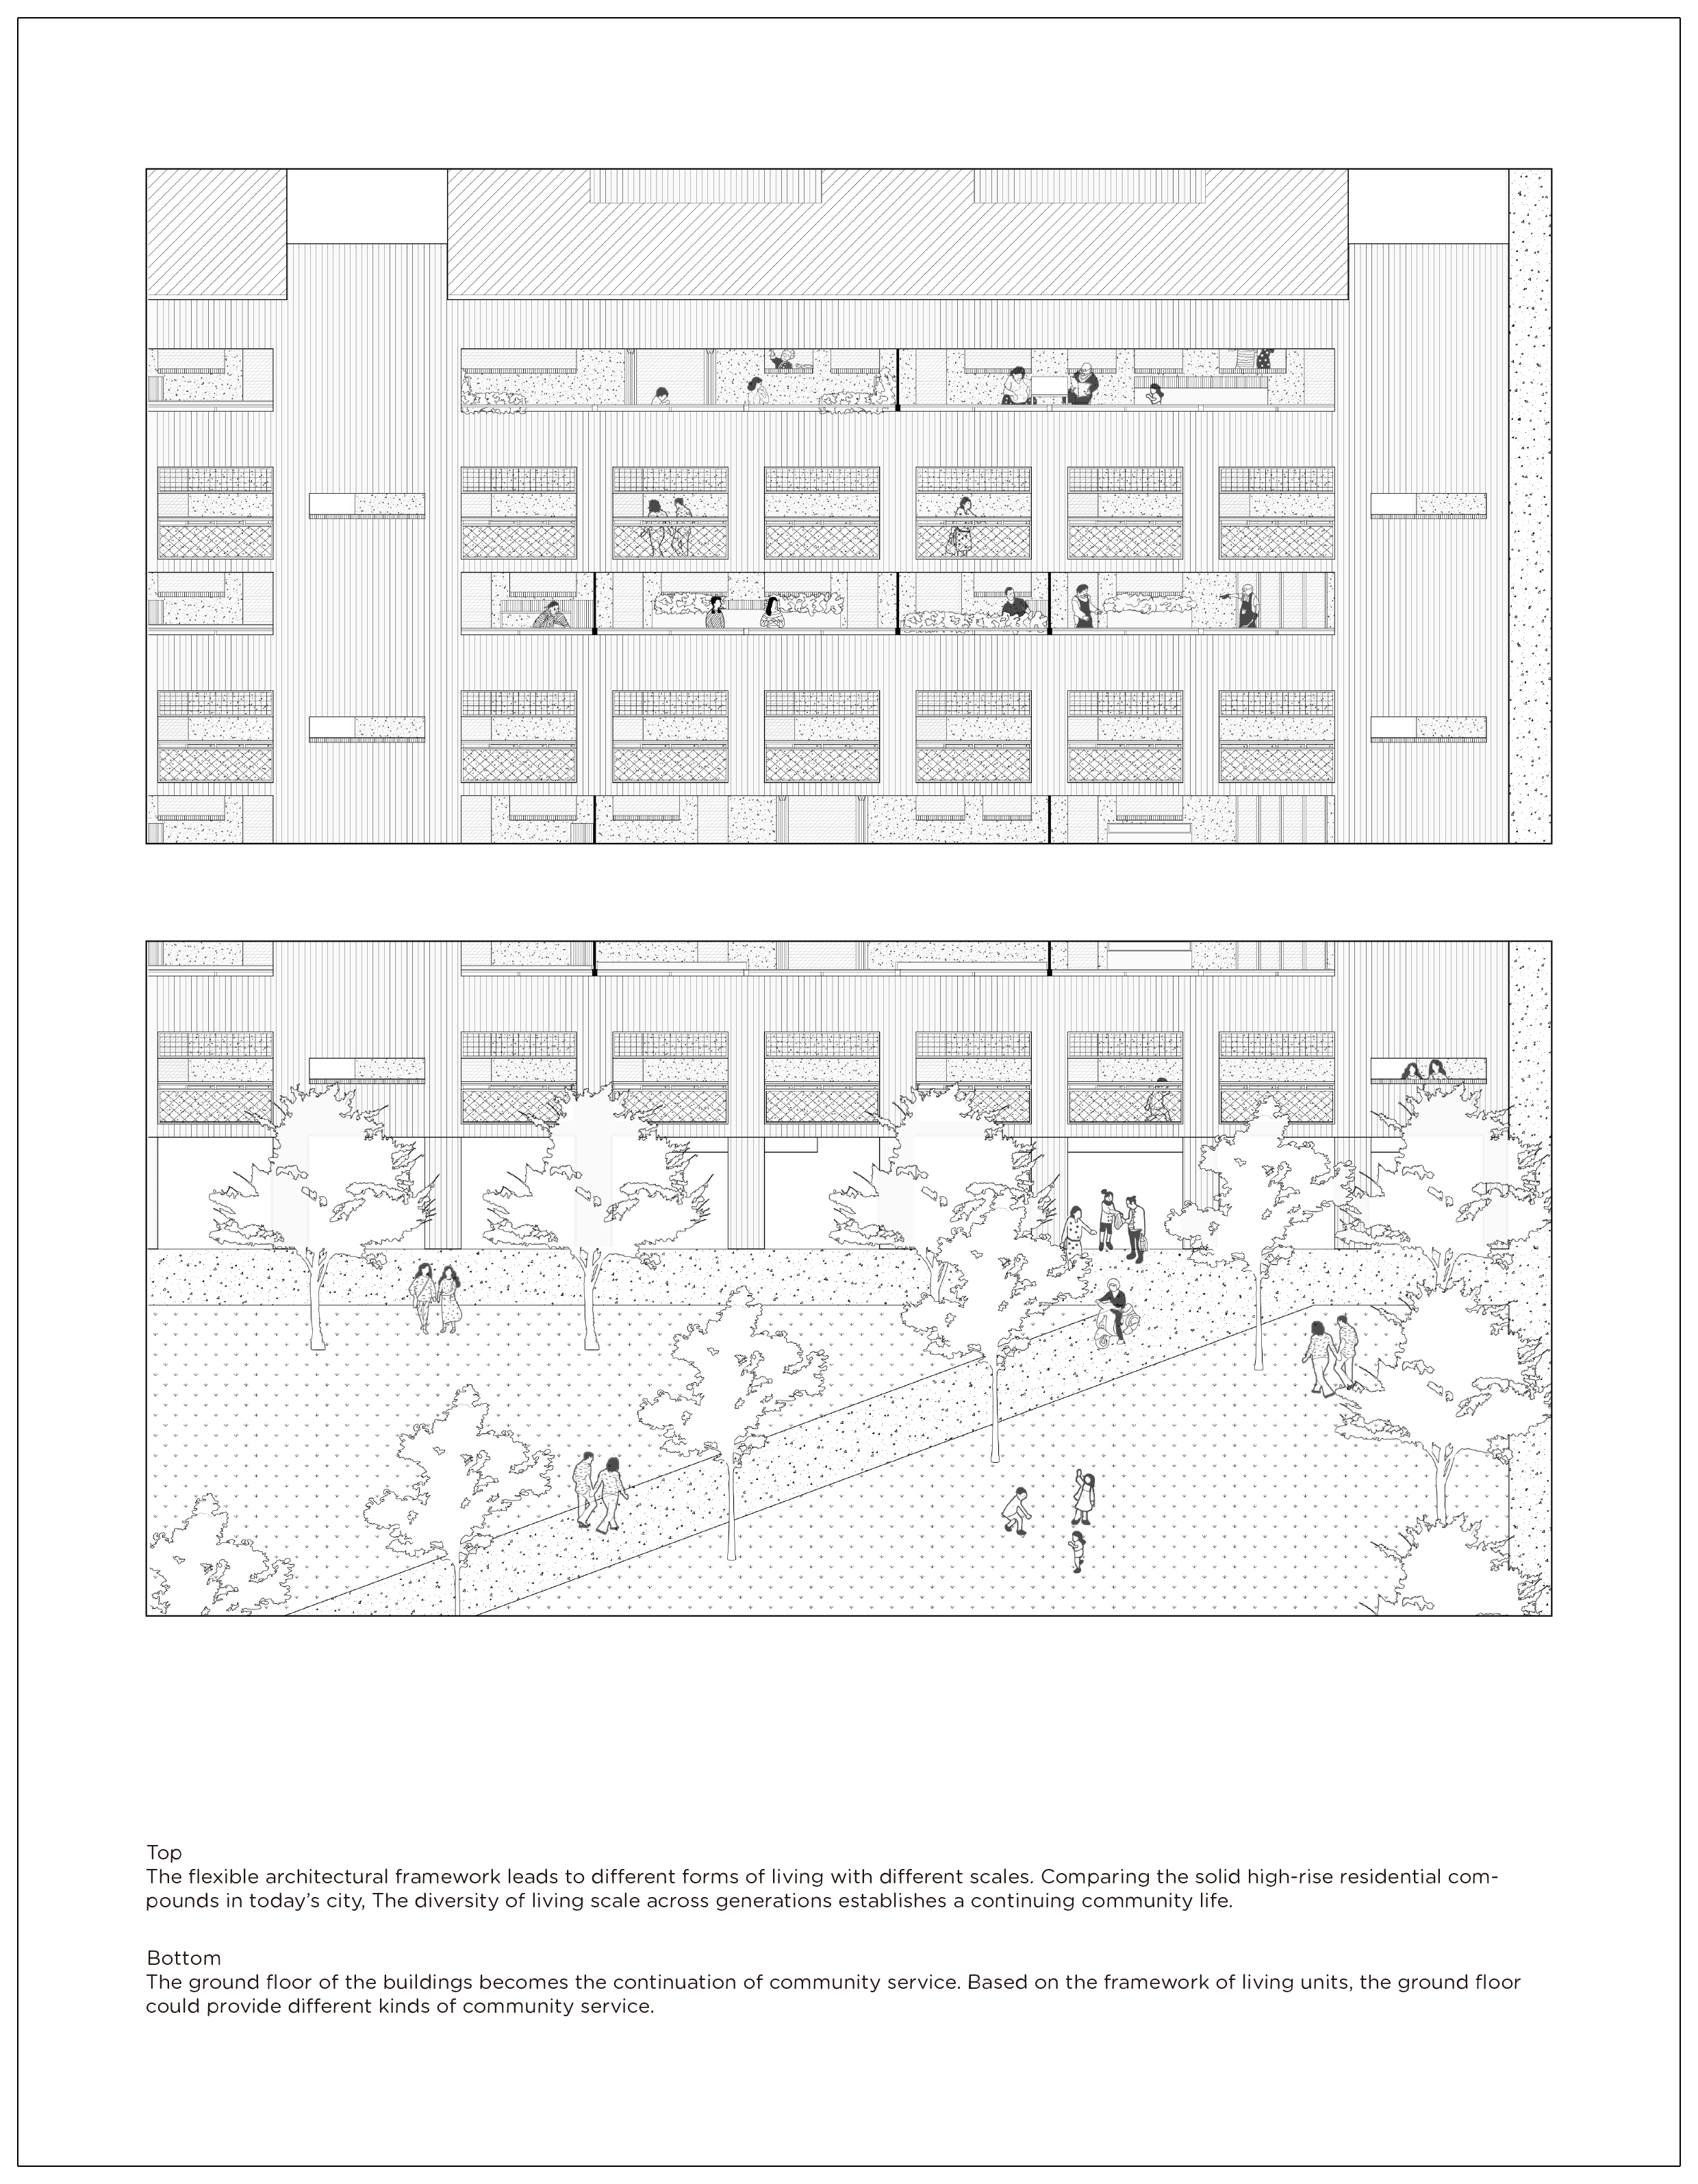 Top
The flexible architectural framework leads to different forms of living with different scales. Comparing the solid high-rise residential com-
pounds in today's city, The diversity of living scale across generations establishes a continuing community life.
Bottom
The ground floor of the buildings becomes the continuation of community service. Based on the framework of living units, the ground floor
could provide different kinds of community service.